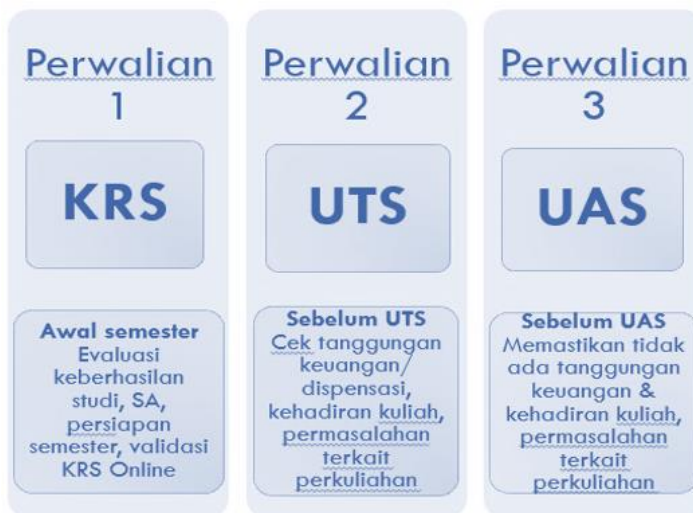 Perwalian
1
KRS
Awal semester
Evaluasi
keberhasilan
studi, SA,
persiapan
semester, validasi
KRS Online
Perwalian
2
UTS
Sebelum UTS
Cek tanggungan
keuangan/
dispensasi,
kehadiran kuliah,
permasalahan
terkait
perkuliahan
Perwalian
3
UAS
Sebelum UAS
Memastikan tidak
ada tanggungan
keuangan &
kehadiran kuliah,
permasalahan
terkait
perkuliahan